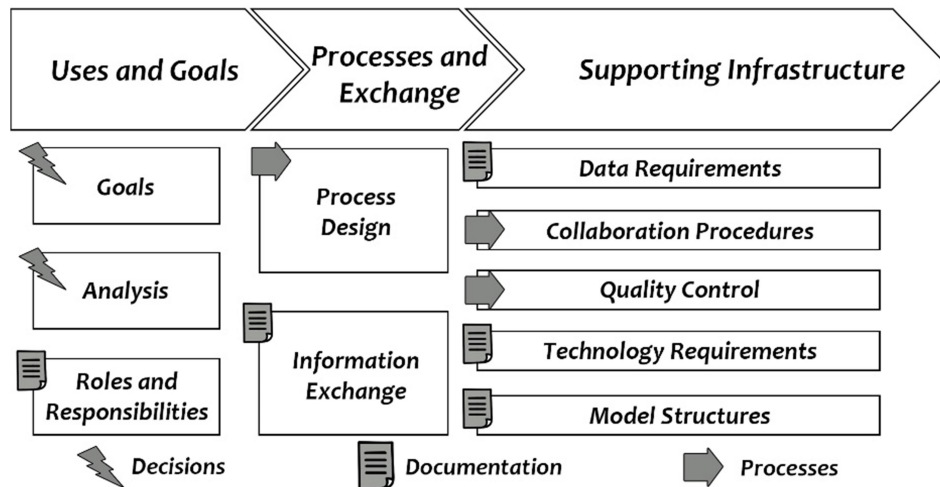 Uses and Goals
Processes and
Exchange
Supporting Infrastructure
Goals
Analysis
Roles and
Responsibilities
Process
Design
Information
Exchange
Data Requirements
Collaboration Procedures
Quality Control
Technology Requirements
Model Structures
Decisions
Documentation
Processes